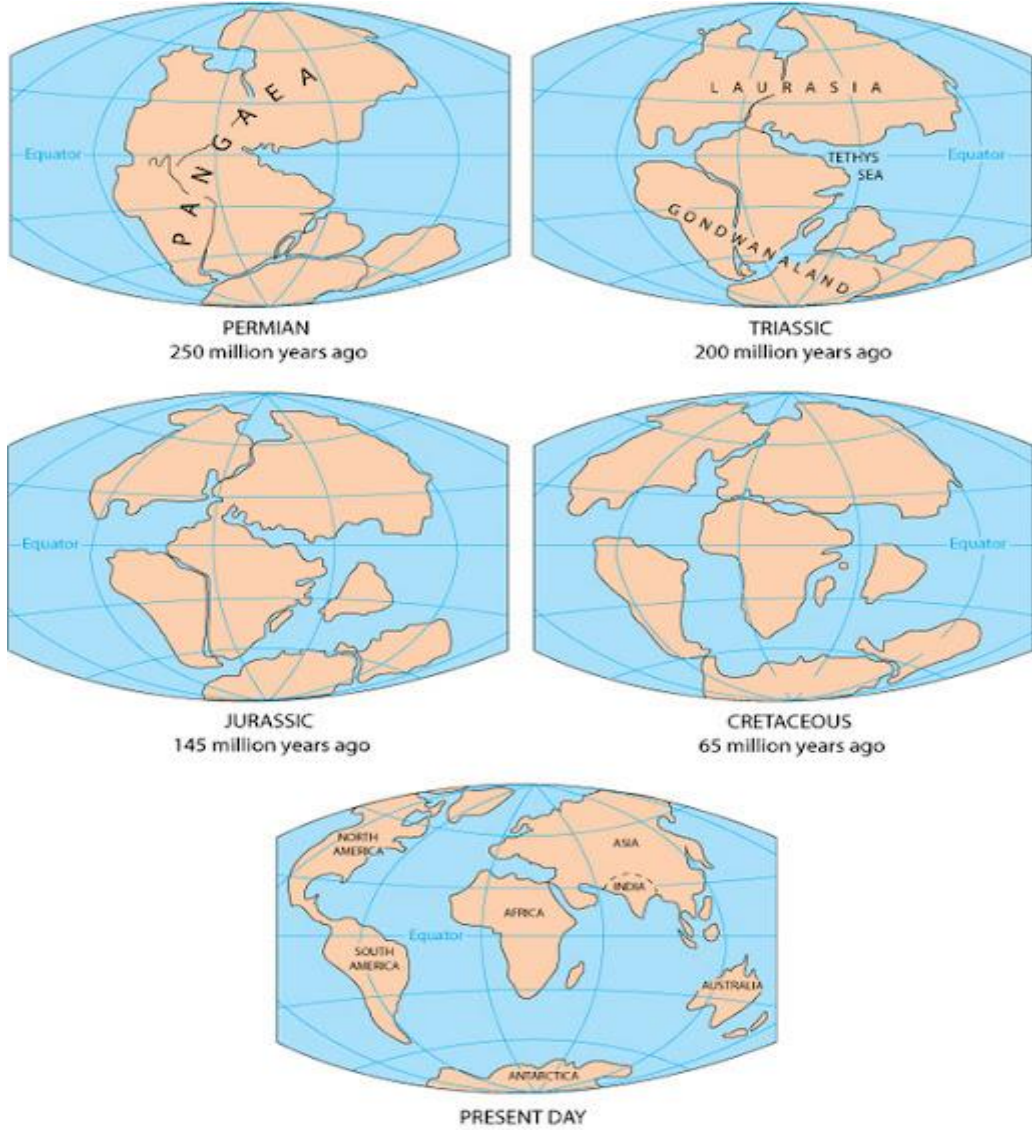 PANGAEA
Equator
PERMIAN
250 million years ago
LAURASIA
TETHYS
SEA
Equator
GONDWANALAND
TRIASSIC
200 million years ago
Equator
JURASSIC
145 million years ago
Equator
CRETACEOUS
65 million years ago
NORTH
AMERICA
ASIA
INDIA
AFRICA
Equator
SOUTH
AMERICA
AUSTRALIA
ANTARCTICA
PRESENT DAY